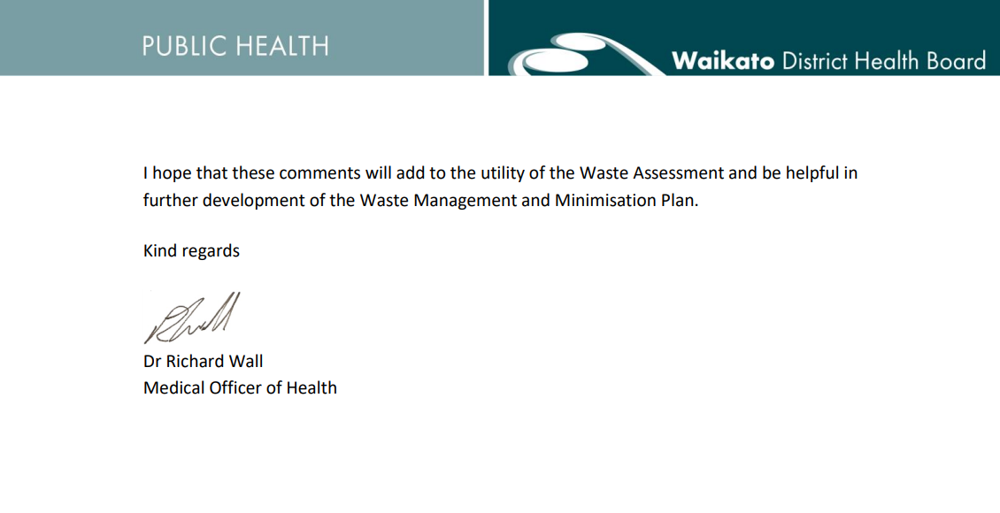 PUBLIC HEALTH
Waikato District Health Board
I hope that these comments will add to the utility of the Waste Assessment and be helpful in
further development of the Waste Management and Minimisation Plan.
Kind regards
RWall
Dr Richard Wall
Medical Officer of Health